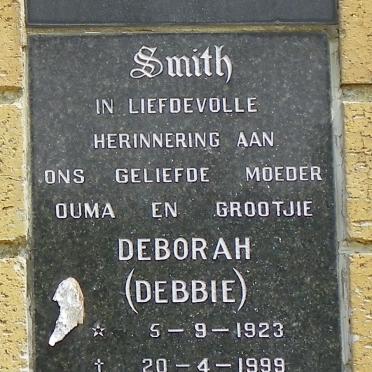 Smith
IN LIEFDEVOLLE
HERINNERING AAN
ONS GELIEFDE MOEDER
OUMA EN GROOTJIE
DEBORAH
(DEBBIE)
☆ 5-9-1923
† 20-4-1999